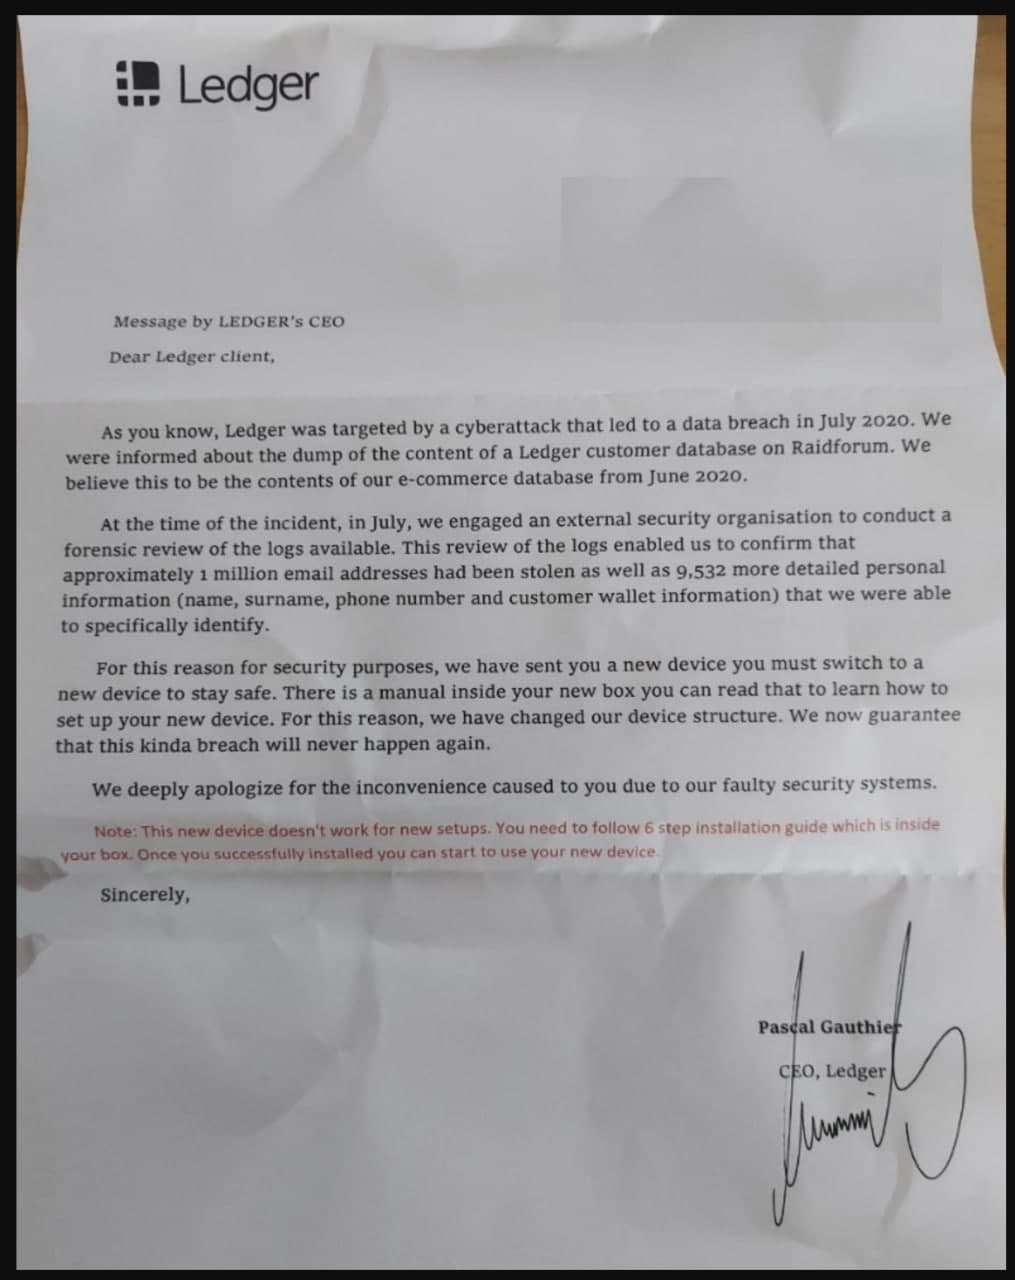 Ledger
Message by LEDGER's CEO
Dear Ledger client,
As you know, Ledger was targeted by a cyberattack that led to a data breach in July 2020. We
were informed about the dump of the content of a Ledger customer database on Raidforum. We
believe this to be the contents of our e-commerce database from June 2020.
At the time of the incident, in July, we engaged an external security organisation to conduct a
forensic review of the logs available. This review of the logs enabled us to confirm that
approximately 1 million email addresses had been stolen as well as 9,532 more detailed personal
information (name, surname, phone number and customer wallet information) that we were able
to specifically identify.
For this reason for security purposes, we have sent you a new device you must switch to a
new device to stay safe. There is a manual inside your new box you can read that to learn how to
set up your new device. For this reason, we have changed our device structure. We now guarantee
that this kinda breach will never happen again.
We deeply apologize for the inconvenience caused to you due to our faulty security systems.
Note: This new device doesn't work for new setups. You need to follow 6 step installation guide which is inside
your box. Once you successfully installed you can start to use your new device.
Sincerely,
Pascal Gauthier
CEO, Ledger